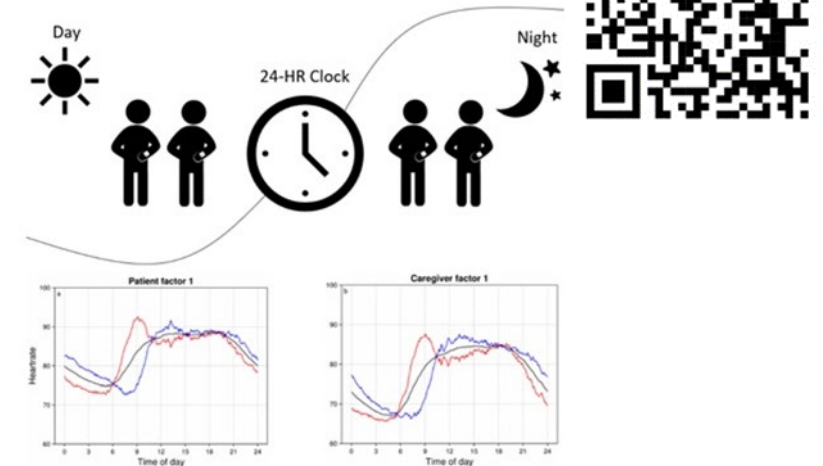 Day
Night
24-HR Clock
Patient factor 1
a
100
90
80
70
60
Heartrate
0 3 6 9 12 15 18 21 24
Time of day
Caregiver factor 1
b
100
90
80
70
60
0 3 6 9 12 15 18 21 24
Time of day